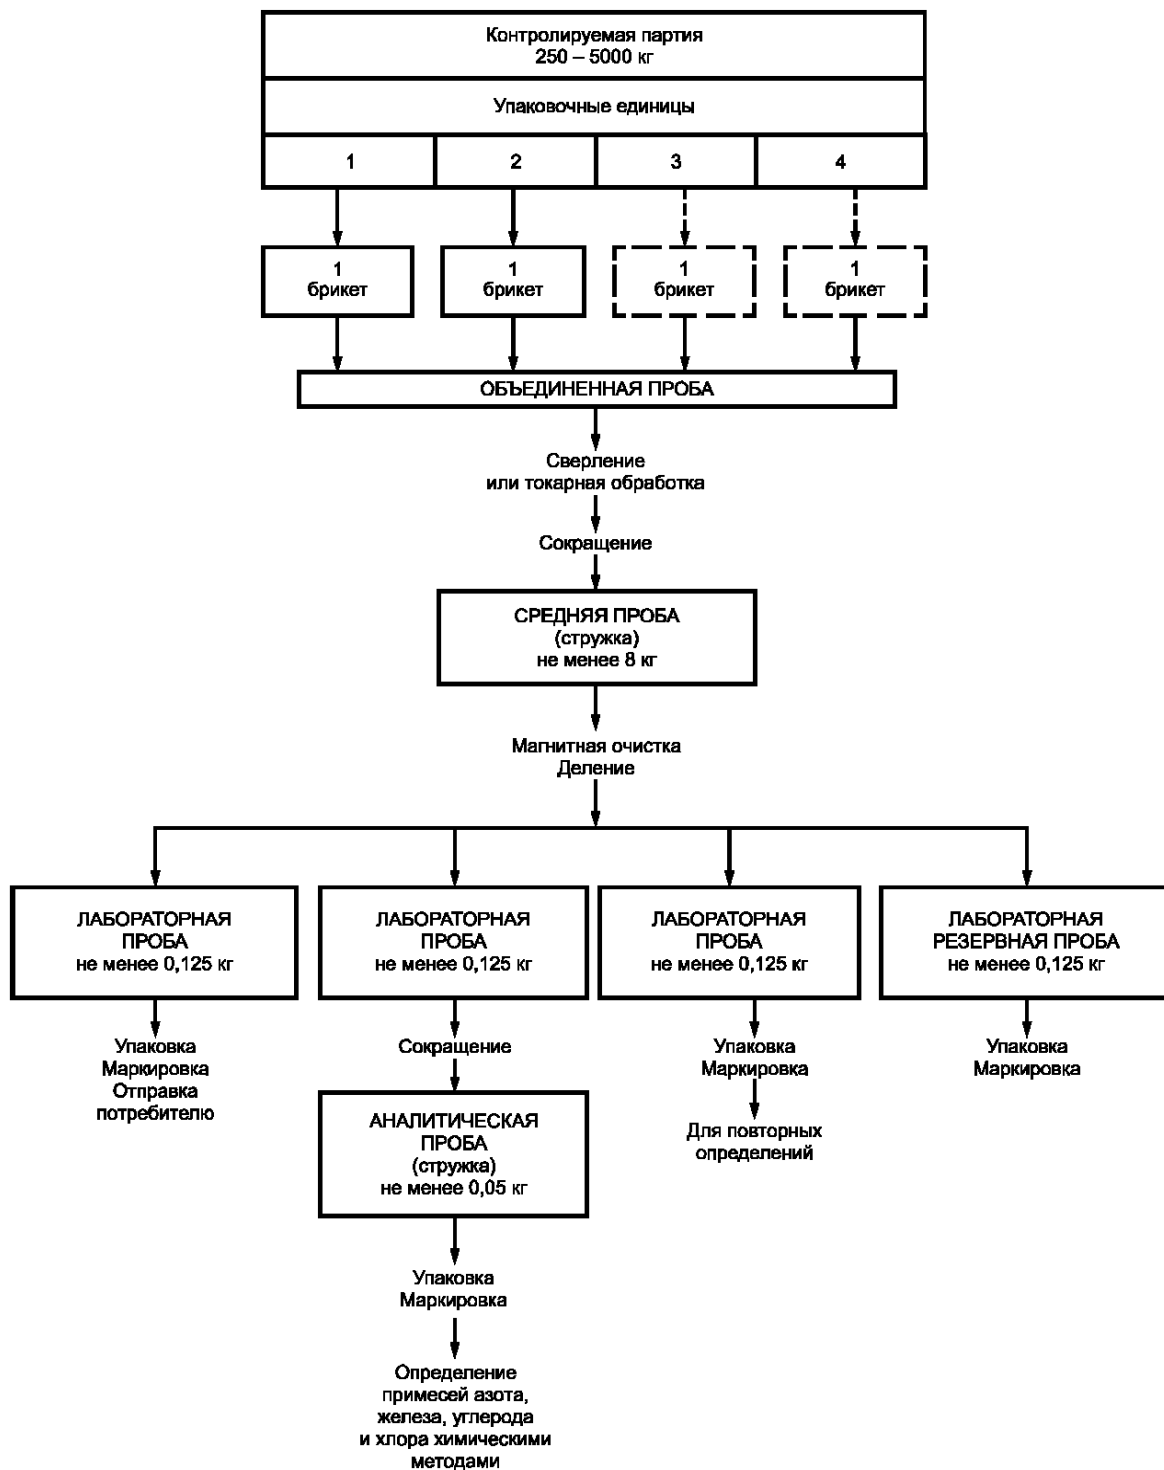 Контролируемая партия
250 – 5000 кг
Упаковочные единицы
1
2
3
4
1
брикет
1
брикет
1
брикет
1
брикет
ОБЪЕДИНЕННАЯ ПРОБА
Сверление
или токарная обработка
Сокращение
СРЕДНЯЯ ПРОБА
(стружка)
не менее 8 кг
Магнитная очистка
Деление
ЛАБОРАТОРНАЯ
ПРОБА
не менее 0,125 кг
ЛАБОРАТОРНАЯ
ПРОБА
не менее 0,125 кг
ЛАБОРАТОРНАЯ
ПРОБА
не менее 0,125 кг
ЛАБОРАТОРНАЯ
РЕЗЕРВНАЯ ПРОБА
не менее 0,125 кг
Упаковка
Маркировка
Отправка
потребителю
Сокращение
АНАЛИТИЧЕСКАЯ
ПРОБА
(стружка)
не менее 0,05 кг
Упаковка
Маркировка
Определение
примесей азота,
железа, углерода
и хлора химическими
методами
Упаковка
Маркировка
Для повторных
определений
Упаковка
Маркировка